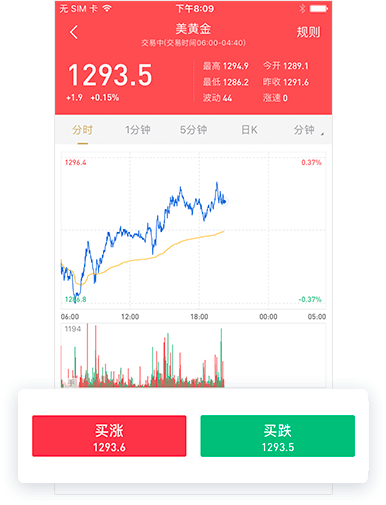 无 SIM 卡 下午8:09
美黄金
交易中(交易时间06:00-04:40)
规则
1293.5
+1.9 +0.15%
最高 1294.9 今开 1289.1
最低 1286.2 昨收 1291.6
波动 44 涨速 0
分时 1分钟 5分钟 日K 分钟
1296.4 0.37%
1286.8 -0.37%
06:00 12:00 18:00 00:00 05:00
1194
买涨
1293.6
买跌
1293.5